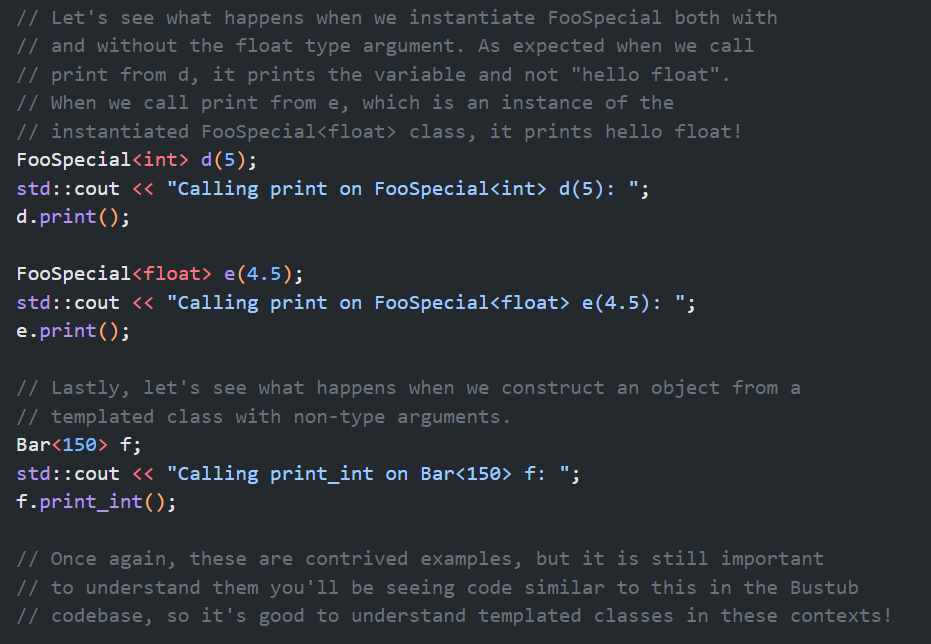 // Let's see what happens when we instantiate FooSpecial both with
// and without the float type argument. As expected when we call
// print from d, it prints the variable and not "hello float".
// When we call print from e, which is an instance of the
// instantiated FooSpecial<float> class, it prints hello float!
FooSpecial<int> d(5);
std::cout << "Calling print on FooSpecial<int> d(5): ";
d.print();

FooSpecial<float> e(4.5);
std::cout << "Calling print on FooSpecial<float> e(4.5): ";
e.print();

// Lastly, let's see what happens when we construct an object from a
// templated class with non-type arguments.
Bar<150> f;
std::cout << "Calling print_int on Bar<150> f: ";
f.print_int();

// Once again, these are contrived examples, but it is still important
// to understand them you'll be seeing code similar to this in the Bustub
// codebase, so it's good to understand templated classes in these contexts!